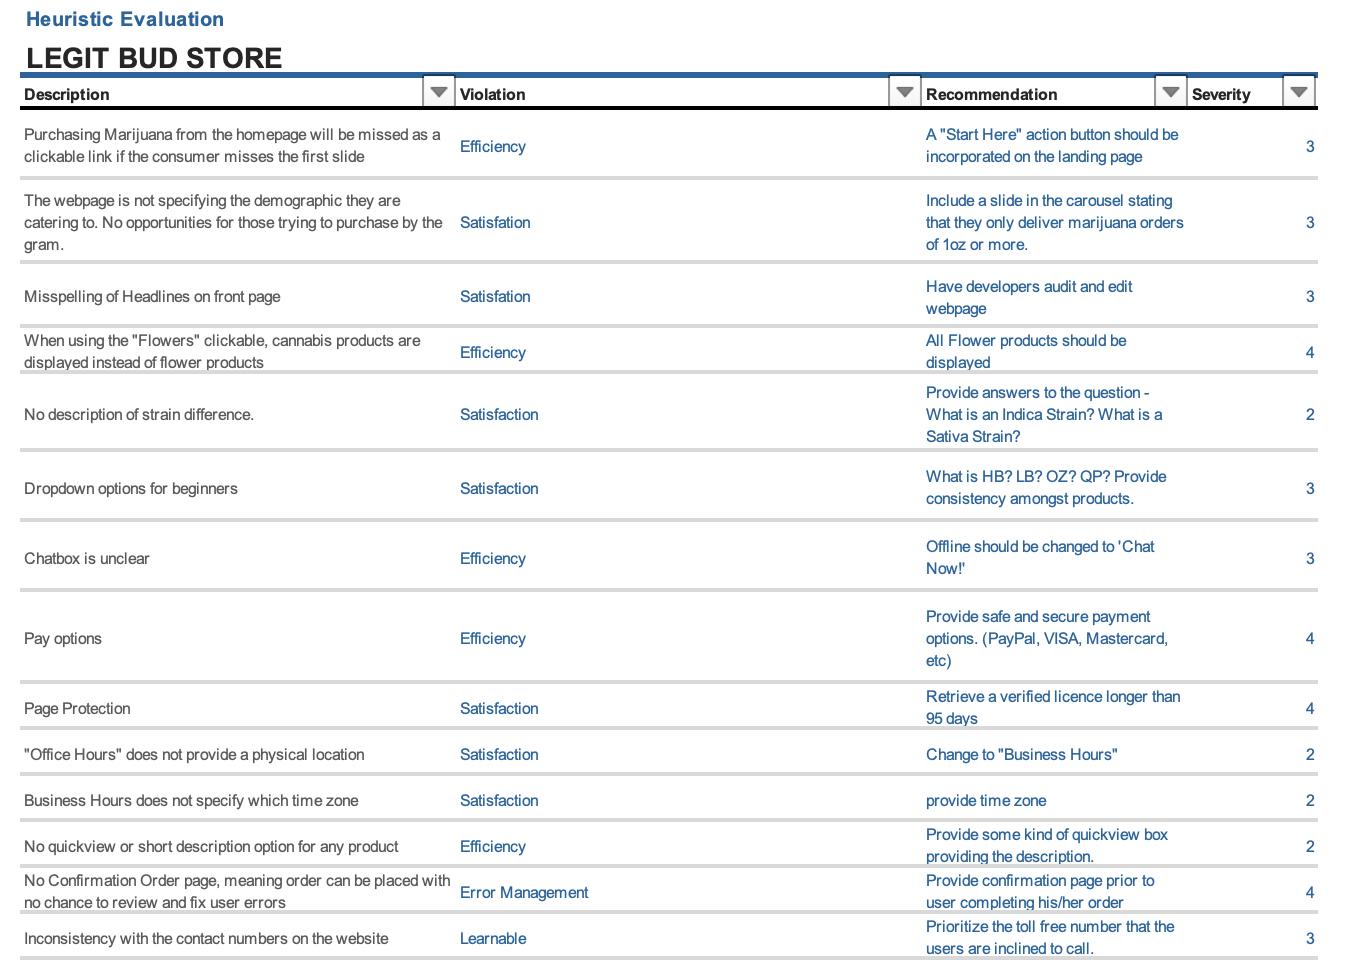 Heuristic Evaluation
LEGIT BUD STORE
Description Violation Recommendation Severity
Purchasing Marijuana from the homepage will be missed as a
clickable link if the consumer misses the first slide
Efficiency
A "Start Here" action button should be
incorporated on the landing page
3
The webpage is not specifying the demographic they are
catering to. No opportunities for those trying to purchase by the
gram.
Satisfation
Include a slide in the carousel stating
that they only deliver marijuana orders
of 1oz or more.
3
Misspelling of Headlines on front page
Satisfation
Have developers audit and edit
webpage
3
When using the "Flowers" clickable, cannabis products are
displayed instead of flower products
Efficiency
All Flower products should be
displayed
4
No description of strain difference.
Satisfaction
Provide answers to the question -
What is an Indica Strain? What is a
Sativa Strain?
2
Dropdown options for beginners
Satisfaction
What is HB? LB? OZ? QP? Provide
consistency amongst products.
3
Chatbox is unclear
Efficiency
Offline should be changed to 'Chat
Now!'
3
Pay options
Efficiency
Provide safe and secure payment
options. (PayPal, VISA, Mastercard,
etc)
4
Page Protection
Satisfaction
Retrieve a verified licence longer than
95 days
4
"Office Hours" does not provide a physical location
Satisfaction
Change to "Business Hours"
2
Business Hours does not specify which time zone
Satisfaction
provide time zone
2
No quickview or short description option for any product
Efficiency
Provide some kind of quickview box
providing the description.
2
No Confirmation Order page, meaning order can be placed with
no chance to review and fix user errors
Error Management
Provide confirmation page prior to
user completing his/her order
4
Inconsistency with the contact numbers on the website
Learnable
Prioritize the toll free number that the
users are inclined to call.
3